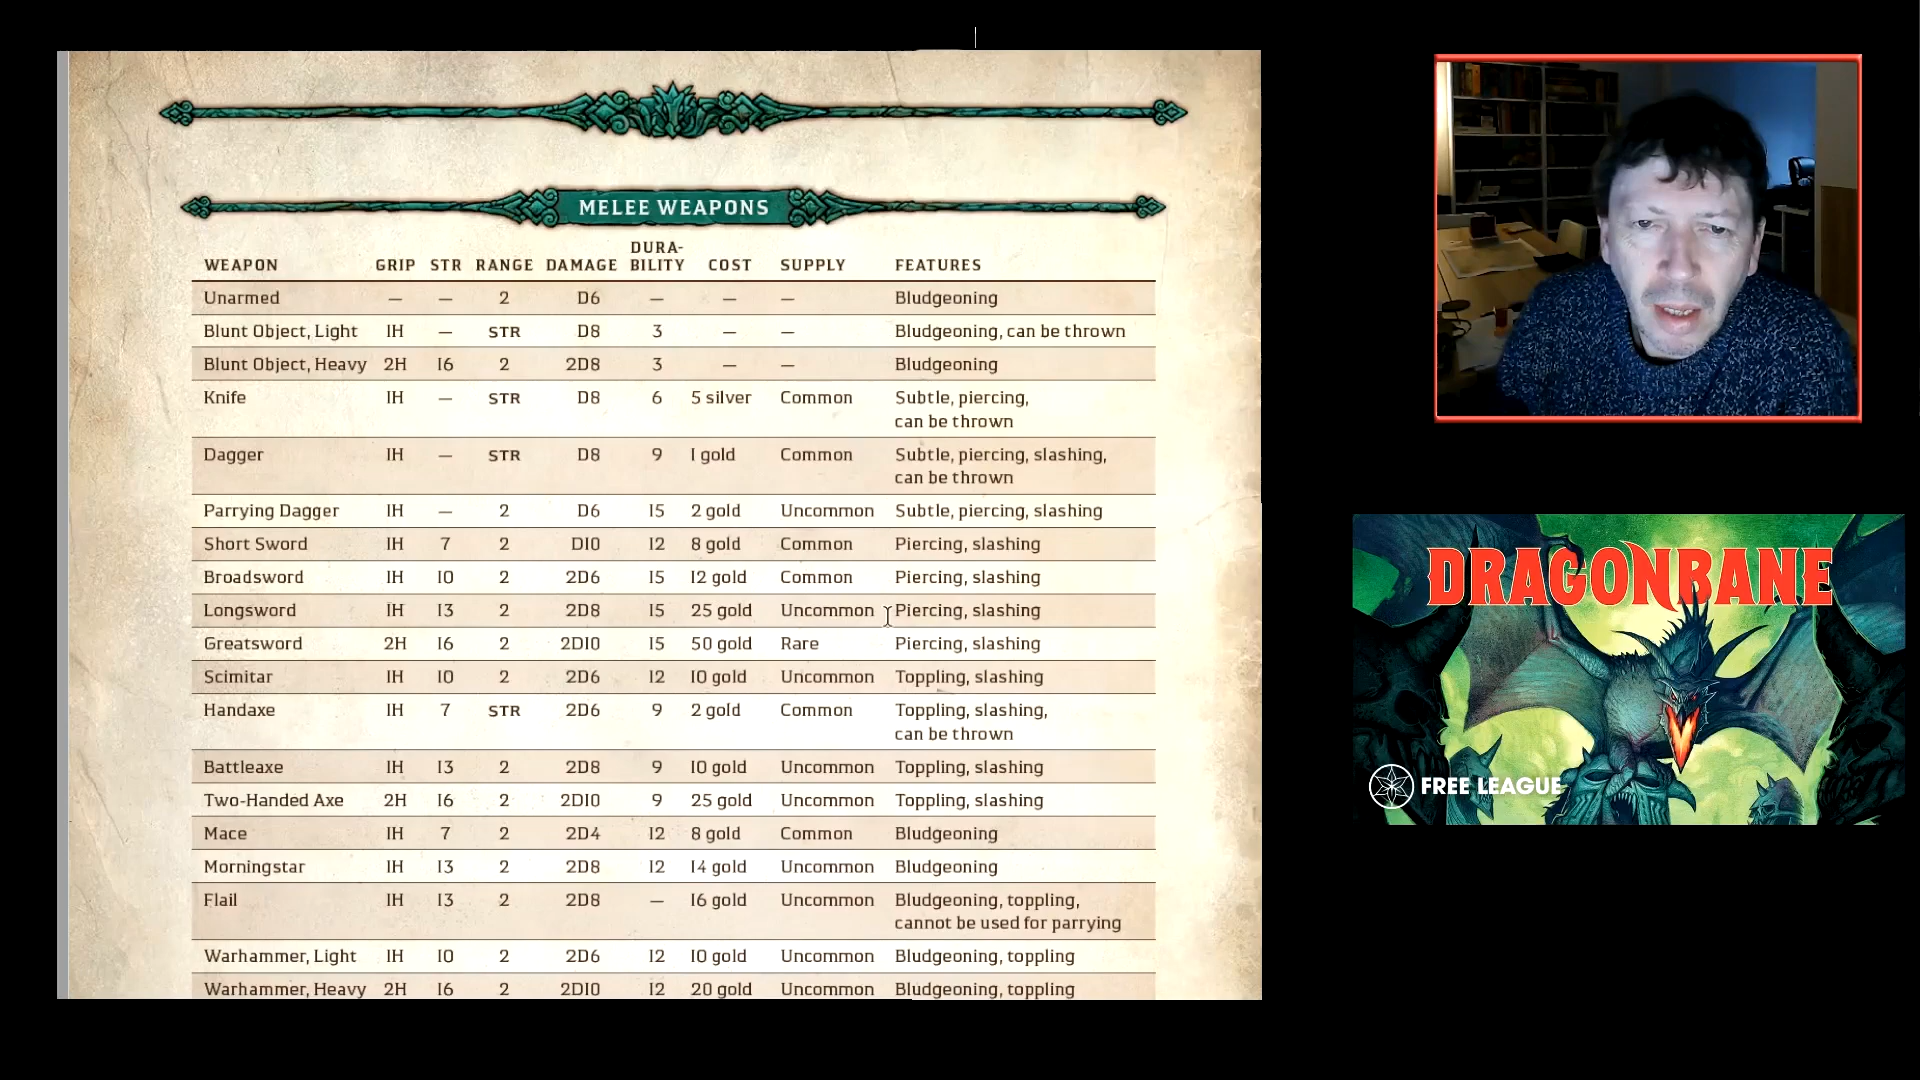 MELEE WEAPONS
WEAPON GRIP STR RANGE DAMAGE DURA-BILITY COST SUPPLY FEATURES
Unarmed — — 2 D6 — — — Bludgeoning
Blunt Object, Light 1H — STR D8 3 — — Bludgeoning, can be thrown
Blunt Object, Heavy 2H 16 2 2D8 3 — — Bludgeoning
Knife 1H — STR D8 6 5 silver Common Subtle, piercing,
can be thrown
Dagger 1H — STR D8 9 1 gold Common Subtle, piercing, slashing,
can be thrown
Parrying Dagger 1H — 2 D6 15 2 gold Uncommon Subtle, piercing, slashing
Short Sword 1H 7 2 D10 12 8 gold Common Piercing, slashing
Broadsword 1H 10 2 2D6 15 12 gold Common Piercing, slashing
Longsword 1H 13 2 2D8 15 25 gold Uncommon Piercing, slashing
Greatsword 2H 16 2 2D10 15 50 gold Rare Piercing, slashing
Scimitar 1H 10 2 2D6 12 10 gold Uncommon Toppling, slashing
Handaxe 1H 7 STR 2D6 9 2 gold Common Toppling, slashing,
can be thrown
Battleaxe 1H 13 2 2D8 9 10 gold Uncommon Toppling, slashing
Two-Handed Axe 2H 16 2 2D10 9 25 gold Uncommon Toppling, slashing
Mace 1H 7 2 2D4 12 8 gold Common Bludgeoning
Morningstar 1H 13 2 2D8 12 14 gold Uncommon Bludgeoning
Flail 1H 13 2 2D8 — 16 gold Uncommon Bludgeoning, toppling,
cannot be used for parrying
Warhammer, Light 1H 10 2 2D6 12 10 gold Uncommon Bludgeoning, toppling
Warhammer, Heavy 2H 16 2 2D10 12 20 gold Uncommon Bludgeoning, toppling
DRAGONBANE
FREE LEAGUE